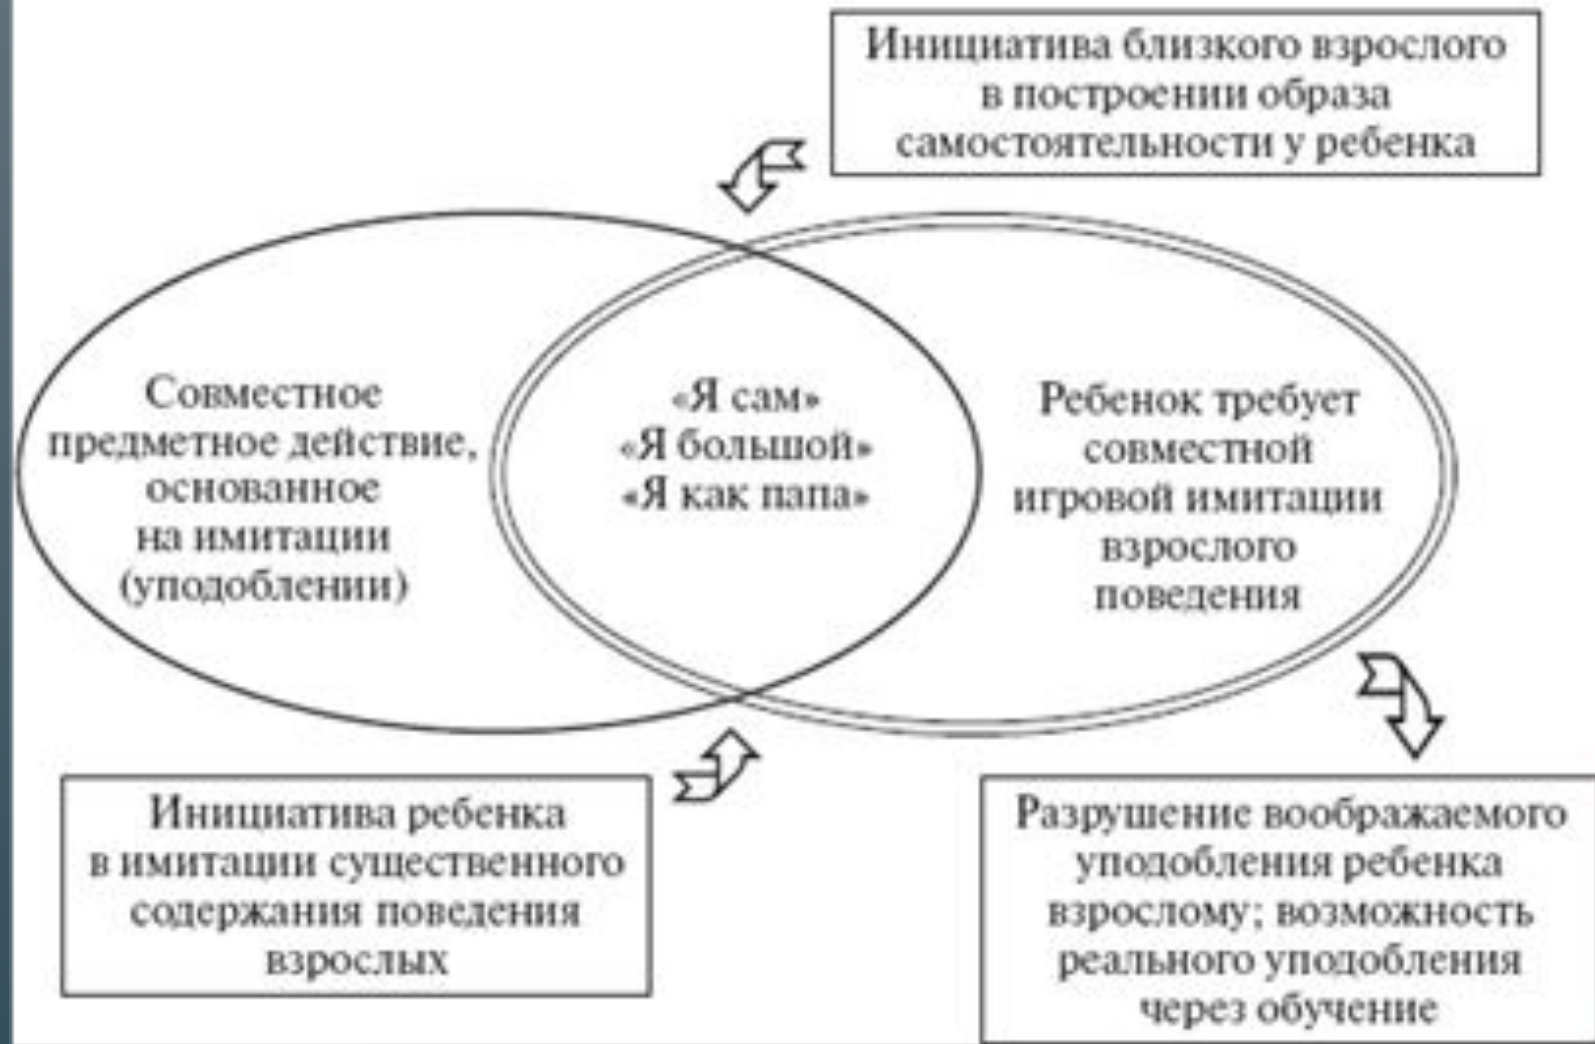 Инициатива близкого взрослого
в построении образа
самостоятельности у ребенка
Совместное
предметное действие,
основанное
на имитации
(уподоблении)
«Я сам»
«Я большой»
«Я как папа»
Ребенок требует
совместной
игровой имитации
взрослого
поведения
Инициатива ребенка
в имитации существенного
содержания поведения
взрослых
Разрушение воображаемого
уподобления ребенка
взрослому; возможность
реального уподобления
через обучение